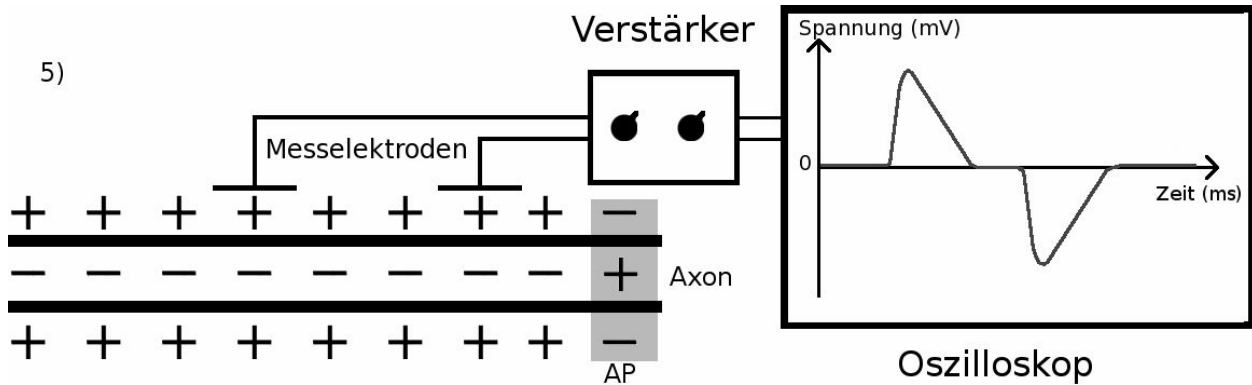 Verstärker
5)
Messelektroden
Spannung (mV)
0
Zeit (ms)
+ + + + + + + + −
− − − − − − − − +
Axon
+ + + + + + + + −
AP
Oszilloskop